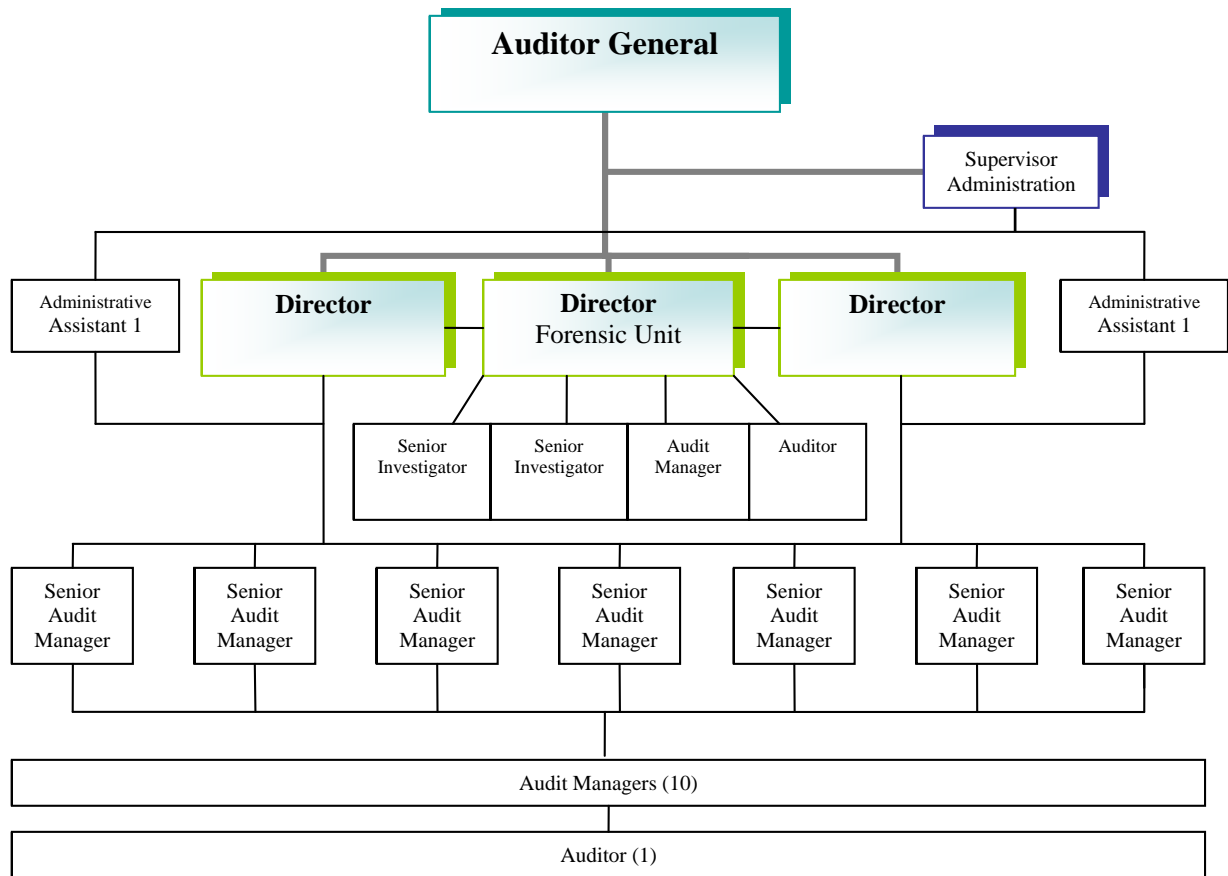 Auditor General
Supervisor
Administration
Administrative
Assistant 1
Director
Director
Forensic Unit
Director
Administrative
Assistant 1
Senior
Investigator
Senior
Investigator
Audit
Manager
Auditor
Senior
Audit
Manager
Senior
Audit
Manager
Senior
Audit
Manager
Senior
Audit
Manager
Senior
Audit
Manager
Senior
Audit
Manager
Senior
Audit
Manager
Audit Managers (10)
Auditor (1)